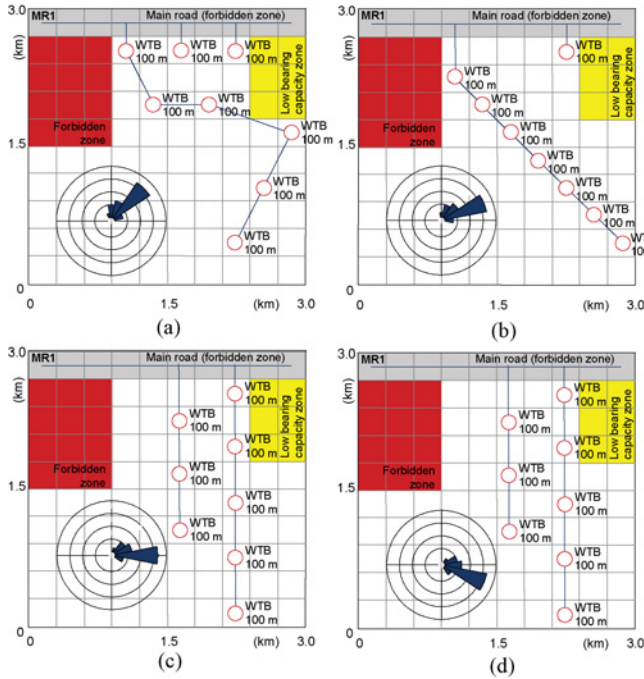 3.0
(km)
1.5
0
MR1
Main road (forbidden zone)
WTB
100 m
WTB
100 m
WTB
100 m
Low bearing
capacity zone
WTB
100 m
WTB
100 m
Forbidden
zone
WTB
100 m
WTB
100 m
WTB
100 m
0
1.5
(km)
3.0
(a)
3.0
(km)
1.5
0
MR1
Main road (forbidden zone)
WTB
100 m
Low bearing
capacity zone
WTB
100 m
WTB
100 m
Forbidden
zone
WTB
100 m
WTB
100 m
WTB
100 m
WTB
100 m
WT
100
0
1.5
(km)
3.0
(b)
3.0
(km)
1.5
0
MR1
Main road (forbidden zone)
WTB
100 m
Low bearing
capacity zone
WTB
100 m
WTB
100 m
WTB
100 m
Forbidden
zone
WTB
100 m
WTB
100 m
WTB
100 m
WTB
100 m
0
1.5
(km)
3.0
(c)
3.0
(km)
1.5
0
MR1
Main road (forbidden zone)
WTB
100 m
Low bearing
capacity zone
WTB
100 m
WTB
100 m
WTB
100 m
Forbidden
zone
WTB
100 m
WTB
100 m
WTB
100 m
WTB
100 m
0
1.5
(km)
3.0
(d)